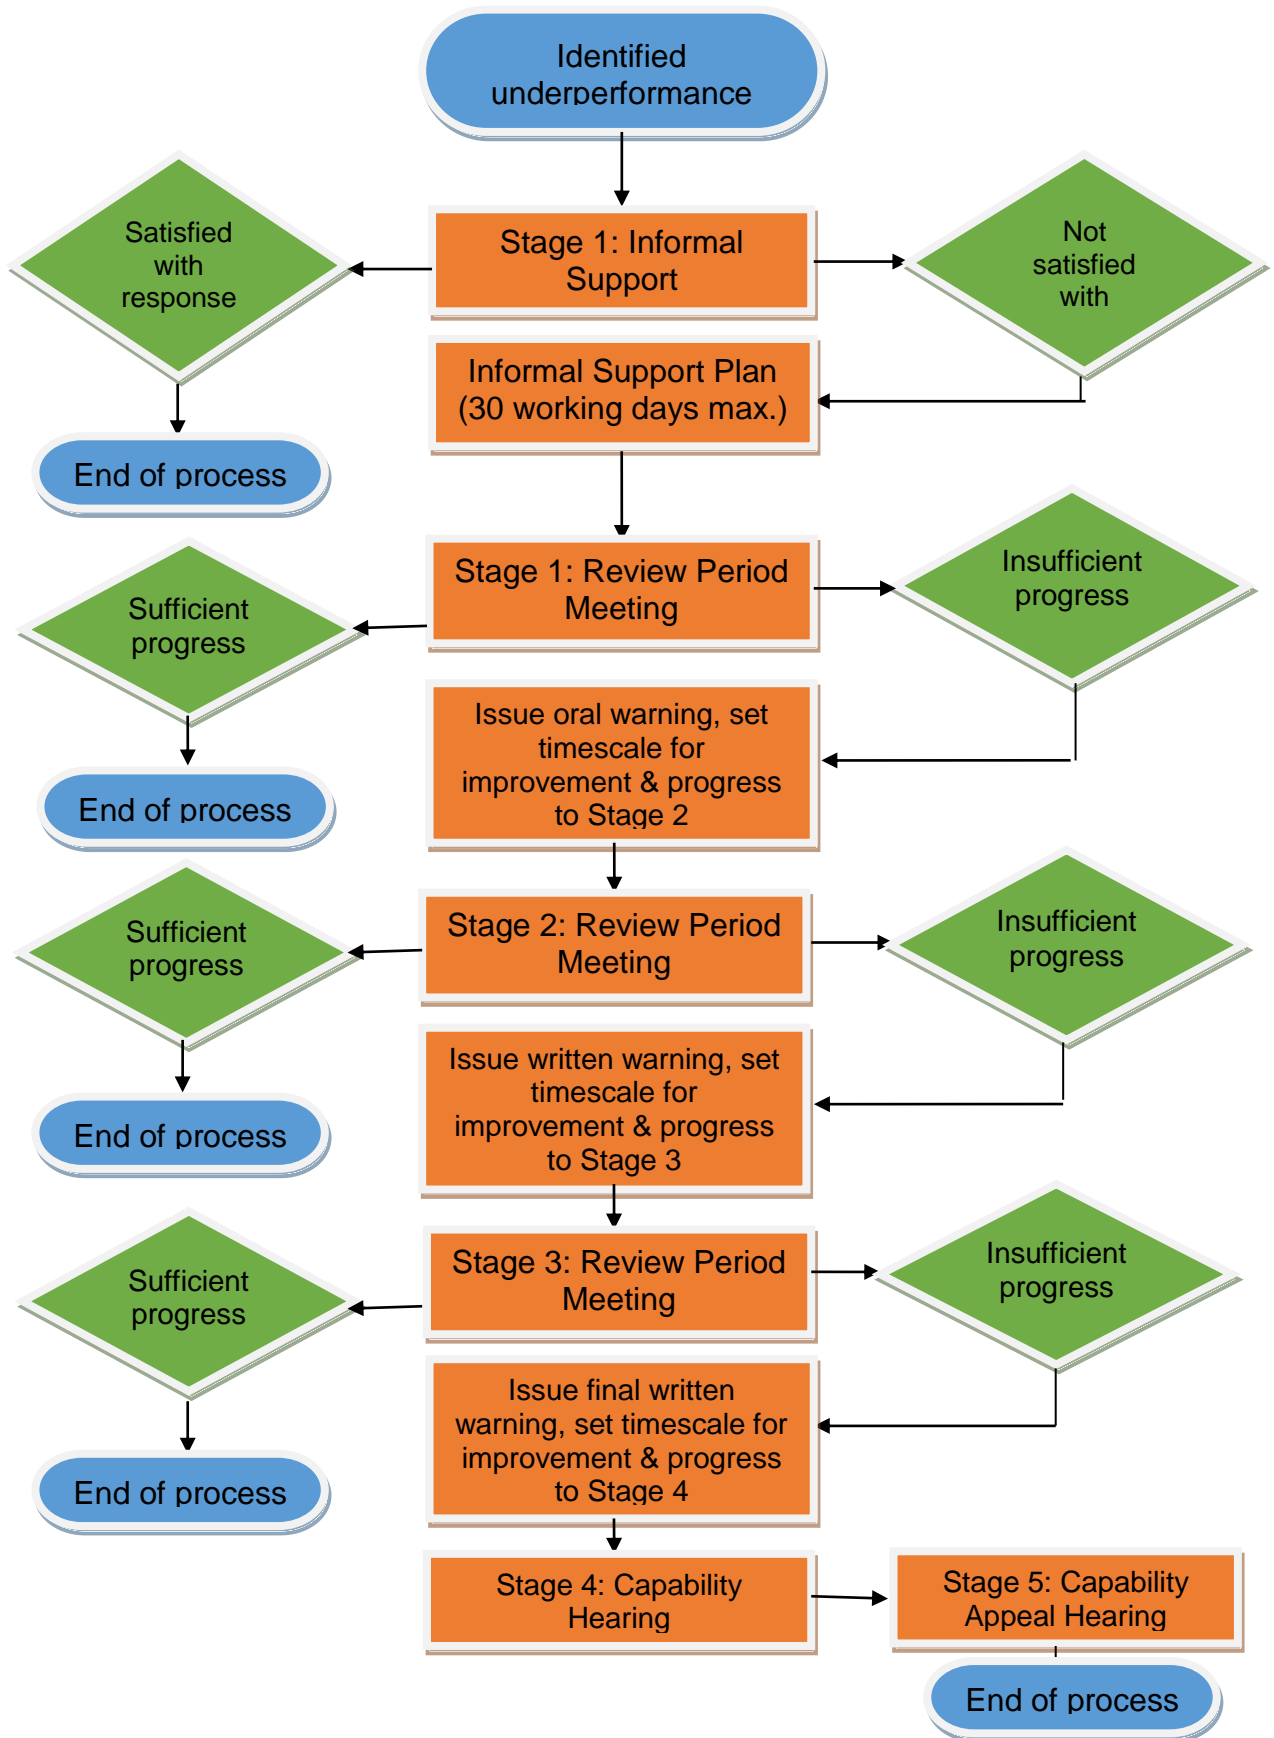 Identified
underperformance
Satisfied
with
response
Stage 1: Informal
Support
Not
satisfied
with
Informal Support Plan
(30 working days max.)
End of process
Stage 1: Review Period
Meeting
Insufficient
progress
Sufficient
progress
Issue oral warning, set
timescale for
improvement & progress
to Stage 2
End of process
Stage 2: Review Period
Meeting
Insufficient
progress
Sufficient
progress
Issue written warning, set
timescale for
improvement & progress
to Stage 3
End of process
Stage 3: Review Period
Meeting
Insufficient
progress
Sufficient
progress
Issue final written
warning, set timescale for
improvement & progress
to Stage 4
End of process
Stage 4: Capability
Hearing
Stage 5: Capability
Appeal Hearing
End of process